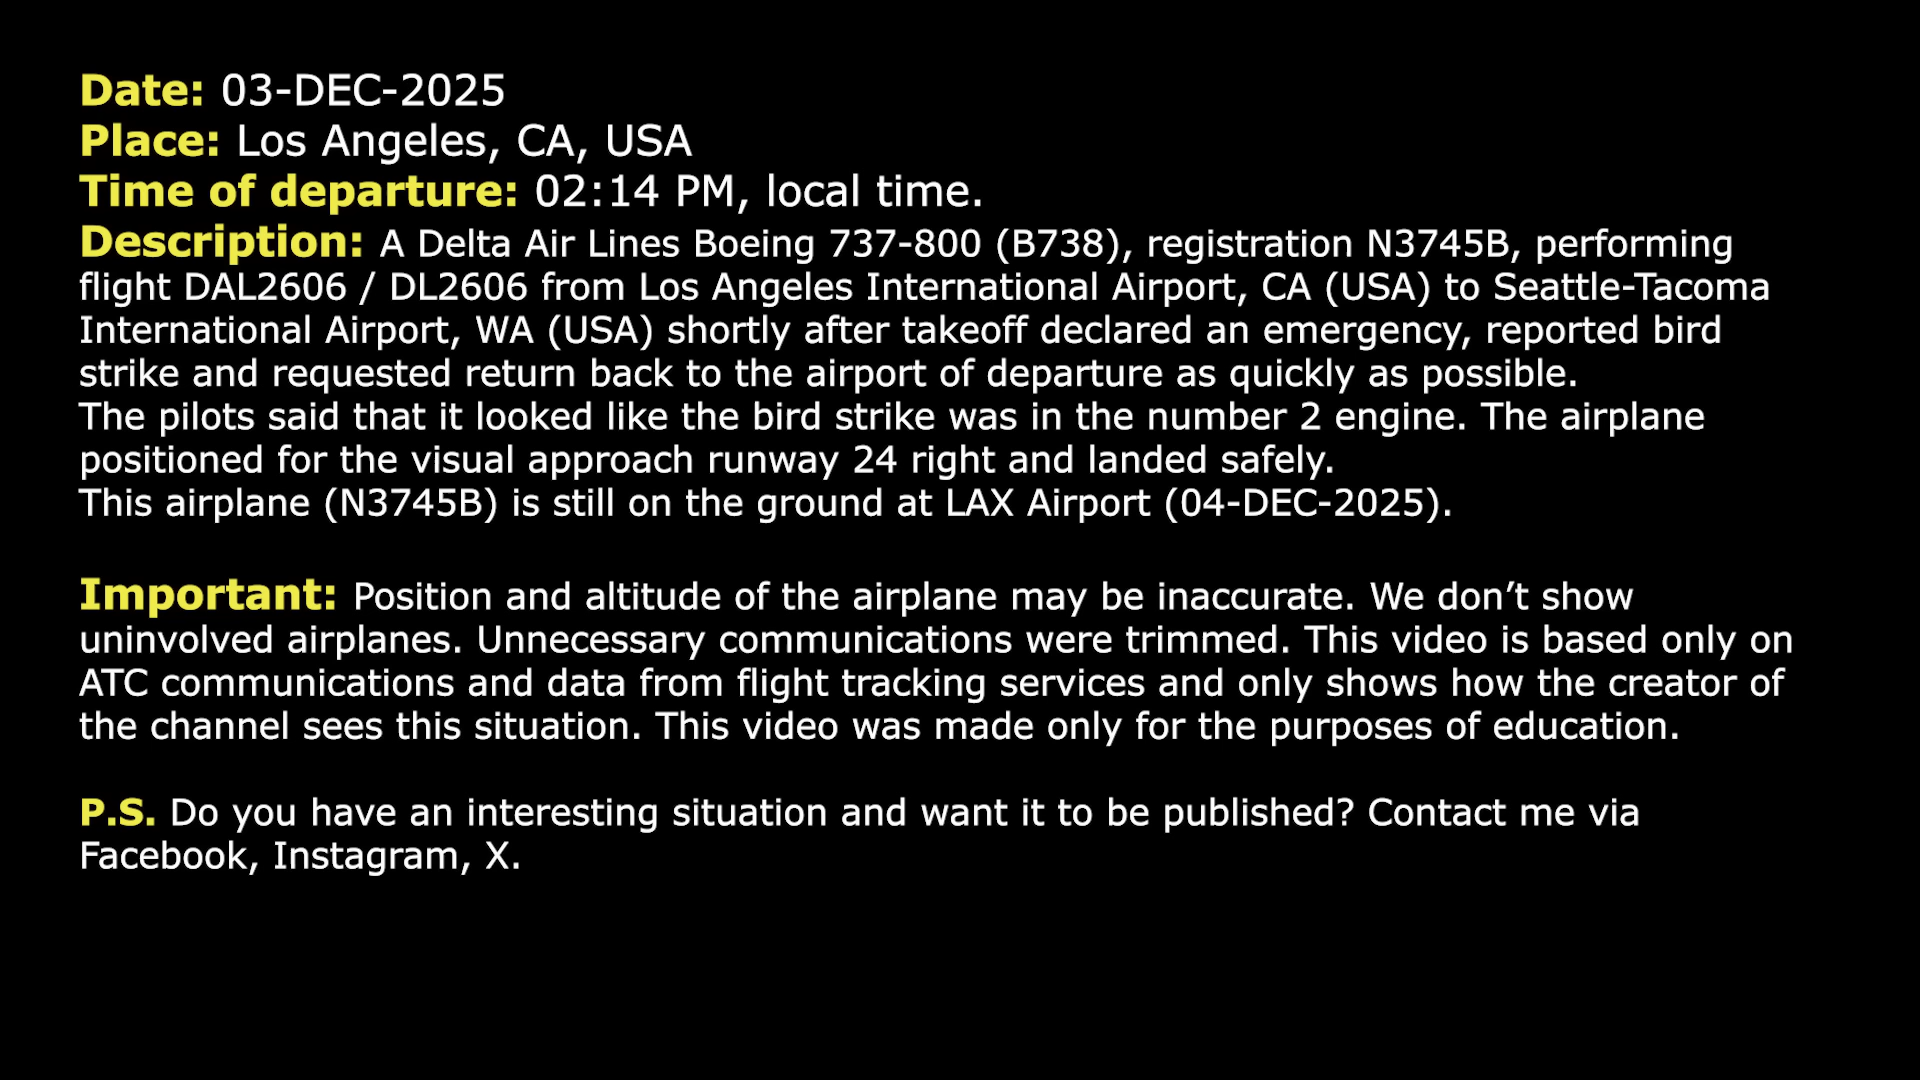 Date: 03-DEC-2025
Place: Los Angeles, CA, USA
Time of departure: 02:14 PM, local time.
Description: A Delta Air Lines Boeing 737-800 (B738), registration N3745B, performing
flight DAL2606 / DL2606 from Los Angeles International Airport, CA (USA) to Seattle-Tacoma
International Airport, WA (USA) shortly after takeoff declared an emergency, reported bird
strike and requested return back to the airport of departure as quickly as possible.
The pilots said that it looked like the bird strike was in the number 2 engine. The airplane
positioned for the visual approach runway 24 right and landed safely.
This airplane (N3745B) is still on the ground at LAX Airport (04-DEC-2025).
Important: Position and altitude of the airplane may be inaccurate. We don’t show
uninvolved airplanes. Unnecessary communications were trimmed. This video is based only on
ATC communications and data from flight tracking services and only shows how the creator of
the channel sees this situation. This video was made only for the purposes of education.
P.S. Do you have an interesting situation and want it to be published? Contact me via
Facebook, Instagram, X.